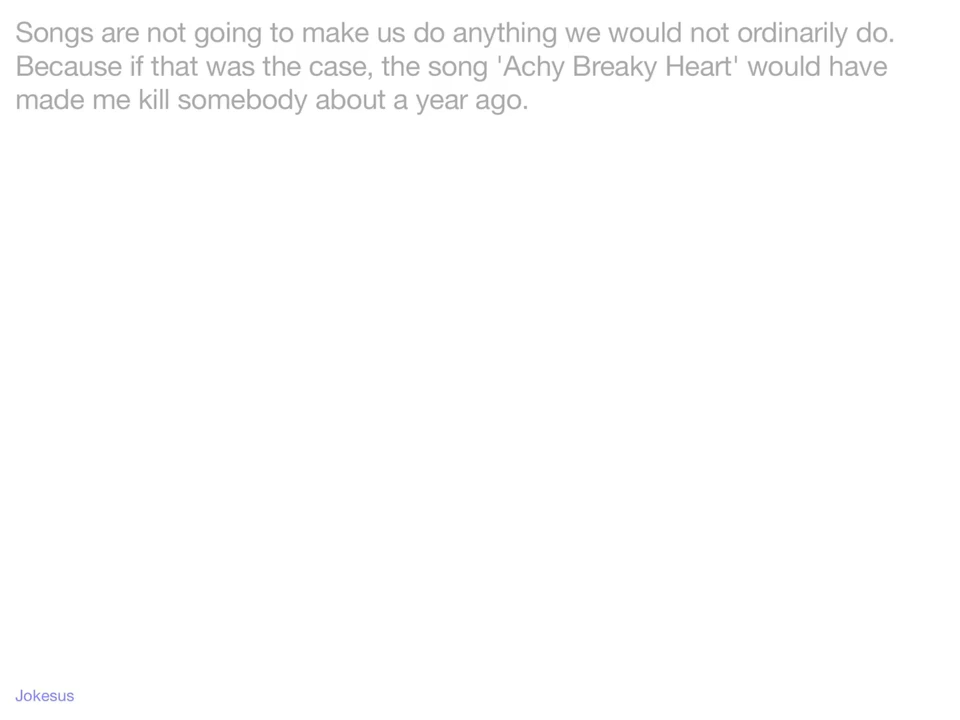 Songs are not going to make us do anything we would not ordinarily do.
Because if that was the case, the song 'Achy Breaky Heart' would have
made me kill somebody about a year ago.
Jokesus